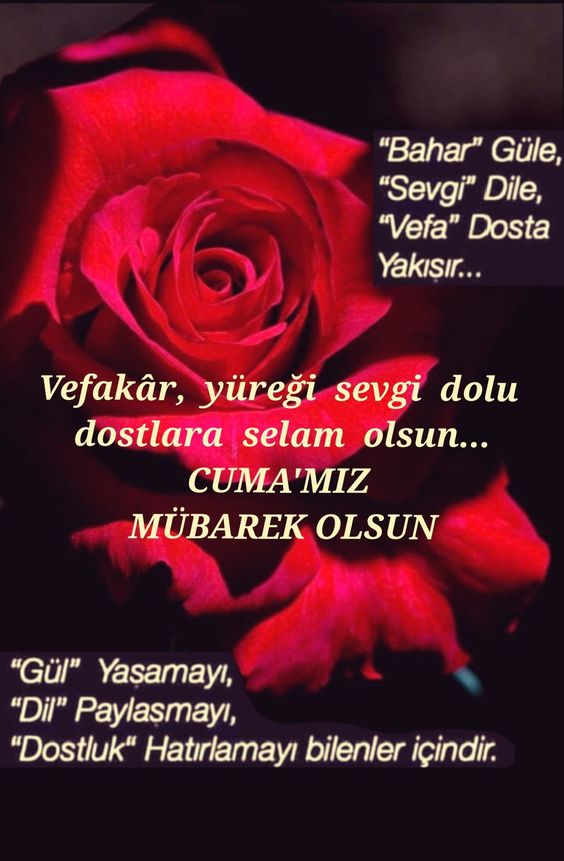 “Bahar” Güle,
“Sevgi” Dile,
“Vefa” Dosta
Yakışır...
Vefakâr, yüreği sevgi dolu
dostlara selam olsun...
CUMA'MIZ
MÜBAREK OLSUN
“Gül” Yaşamayı,
“Dil” Paylaşmayı,
“Dostluk“ Hatırlamayı bilenler içindir.